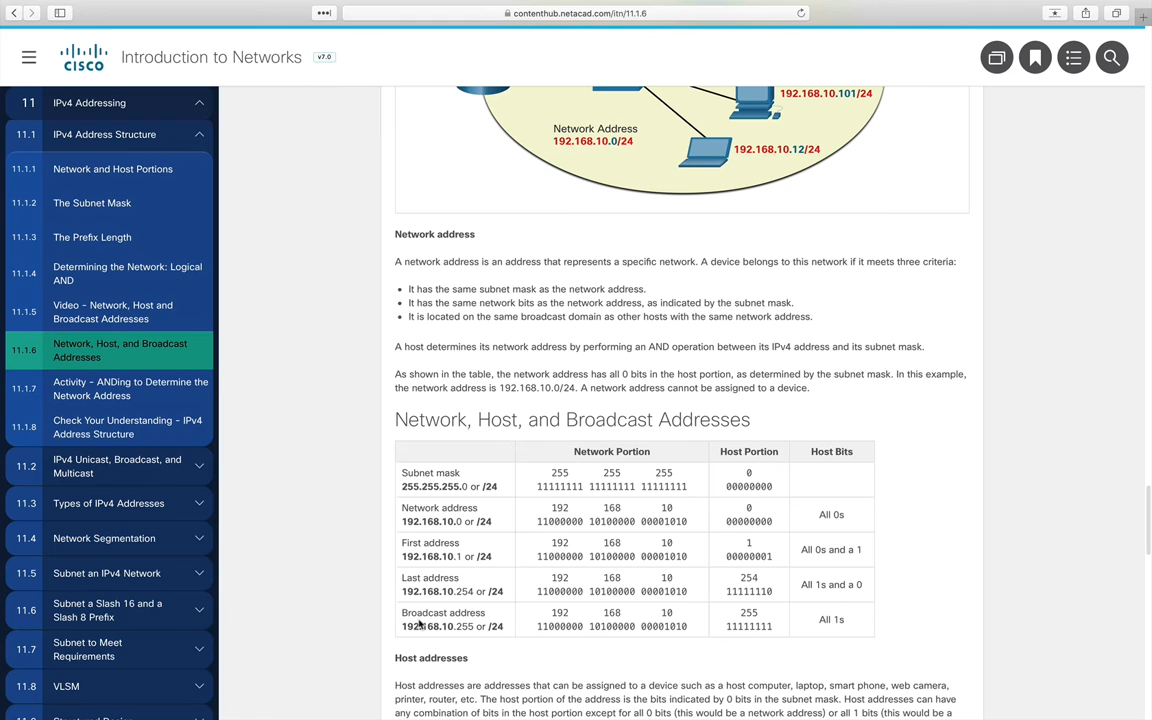 contenthub.netacad.com/itn/11.1.6
CISCO
Introduction to Networks
v7.0
11 IPv4 Addressing
11.1 IPv4 Address Structure
11.1.1 Network and Host Portions
11.1.2 The Subnet Mask
11.1.3 The Prefix Length
11.1.4 Determining the Network: Logical
AND
11.1.5 Video – Network, Host and
Broadcast Addresses
11.1.6 Network, Host, and Broadcast
Addresses
11.1.7 Activity – ANDing to Determine the
Network Address
11.1.8 Check Your Understanding – IPv4
Address Structure
11.2 IPv4 Unicast, Broadcast, and
Multicast
11.3 Types of IPv4 Addresses
11.4 Network Segmentation
11.5 Subnet an IPv4 Network
11.6 Subnet a Slash 16 and a
Slash 8 Prefix
11.7 Subnet to Meet
Requirements
11.8 VLSM
192.168.10.101/24
Network Address
192.168.10.0/24
192.168.10.12/24
Network address
A network address is an address that represents a specific network. A device belongs to this network if it meets three criteria:
• It has the same subnet mask as the network address.
• It has the same network bits as the network address, as indicated by the subnet mask.
• It is located on the same broadcast domain as other hosts with the same network address.
A host determines its network address by performing an AND operation between its IPv4 address and its subnet mask.
As shown in the table, the network address has all 0 bits in the host portion, as determined by the subnet mask. In this example,
the network address is 192.168.10.0/24. A network address cannot be assigned to a device.
Network, Host, and Broadcast Addresses
Network Portion Host Portion Host Bits
Subnet mask 255 255 255 0
255.255.255.0 or /24 11111111 11111111 11111111 00000000
Network address 192 168 10 0
192.168.10.0 or /24 11000000 10100000 00001010 00000000 All 0s
First address 192 168 10 1
192.168.10.1 or /24 11000000 10100000 00001010 00000001 All 0s and a 1
Last address 192 168 10 254
192.168.10.254 or /24 11000000 10100000 00001010 11111110 All 1s and a 0
Broadcast address 192 168 10 255
192.168.10.255 or /24 11000000 10100000 00001010 11111111 All 1s
Host addresses
Host addresses are addresses that can be assigned to a device such as a host computer, laptop, smart phone, web camera,
printer, router, etc. The host portion of the address is the bits indicated by 0 bits in the subnet mask. Host addresses can have
any combination of bits in the host portion except for all 0 bits (this would be a network address) or all 1 bits (this would be a